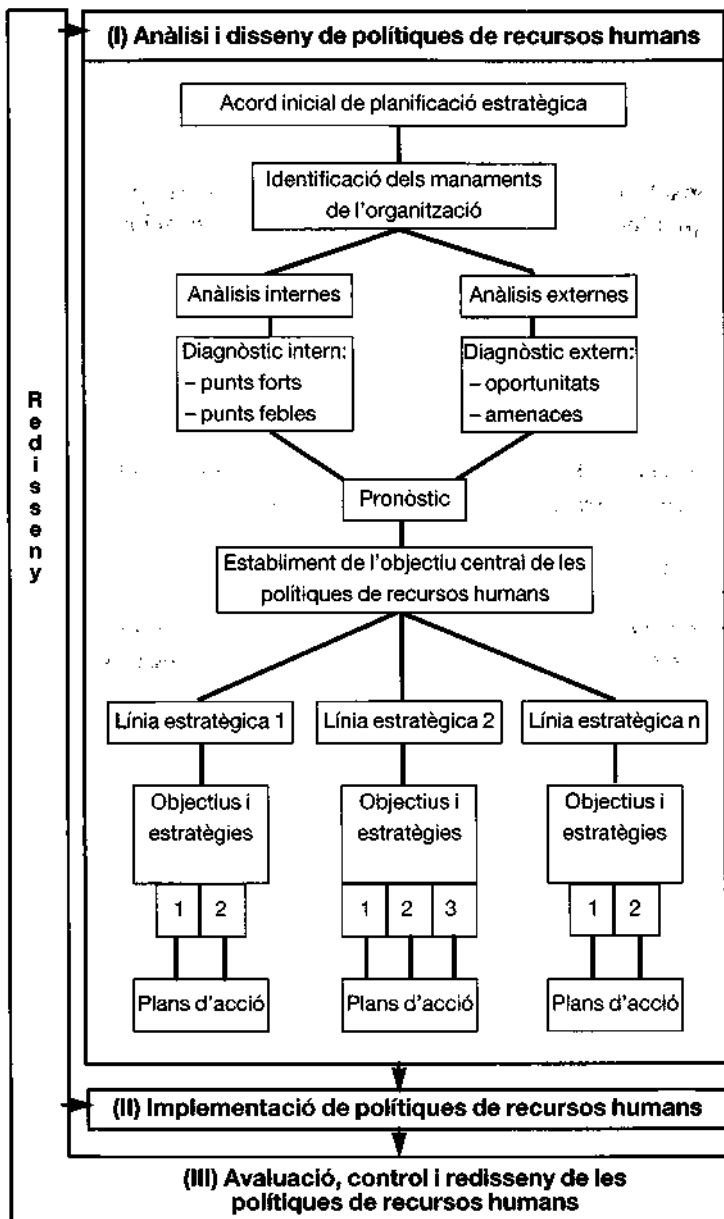 (I) Anàlisi i disseny de polítiques de recursos humans
Acord inicial de planificació estratègica
Identificació dels manaments
de l'organització
Anàlisis internes
Anàlisis externes
Diagnòstic intern:
– punts forts
– punts febles
Diagnòstic extern:
– oportunitats
– amenaces
Redisseny
Pronòstic
Establiment de l'objectiu central de les
polítiques de recursos humans
Línia estratègica 1
Línia estratègica 2
Línia estratègica n
Objectius i
estratègies
Objectius i
estratègies
Objectius i
estratègies
1 2
1 2 3
1 2
Plans d'acció
Plans d'acció
Plans d'acció
(II) Implementació de polítiques de recursos humans
(III) Avaluació, control i redisseny de les
polítiques de recursos humans